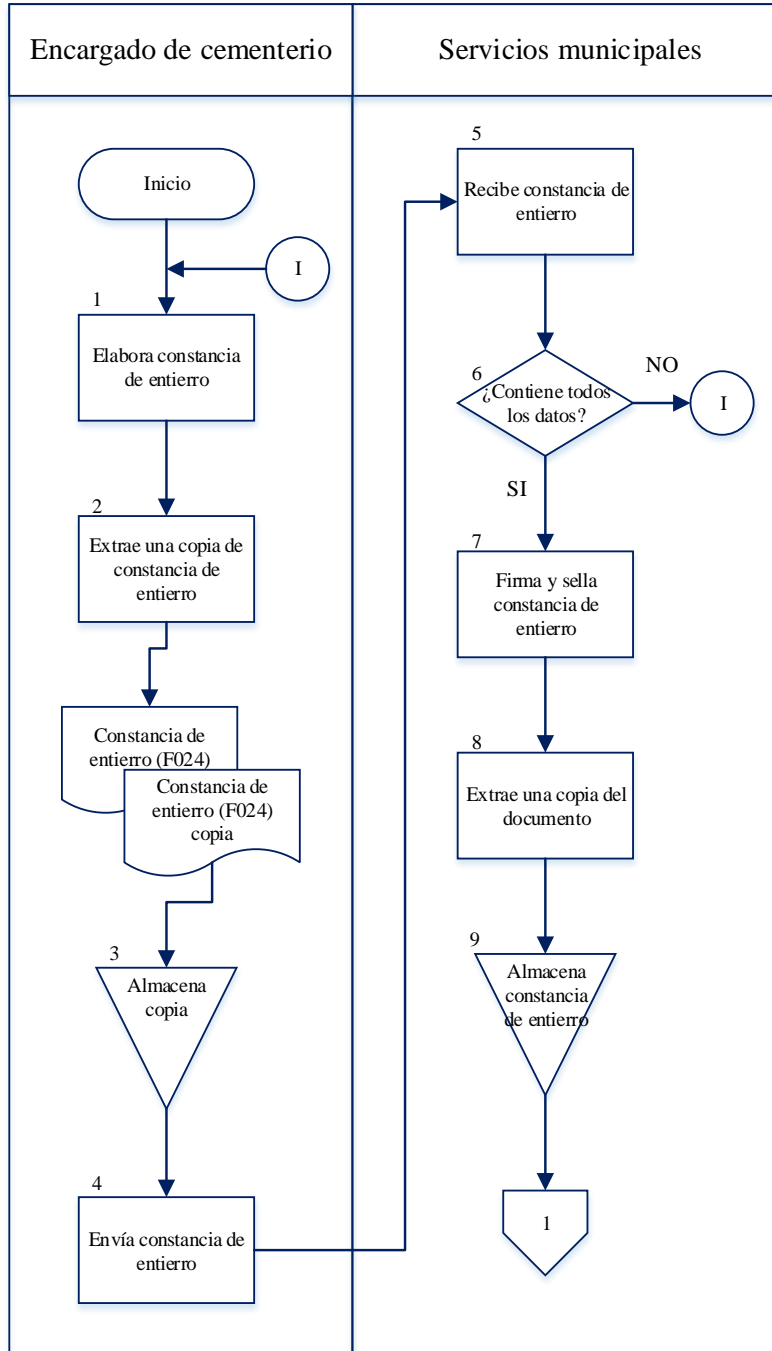 Encargado de cementerio
Servicios municipales
Inicio
I
1
Elabora constancia
de entierro
2
Extrae una copia de
constancia de
entierro
Constancia de
entierro (F024)
Constancia de
entierro (F024)
copia
3
Almacena
copia
4
Envía constancia de
entierro
5
Recibe constancia de
entierro
6
¿Contiene todos
los datos?
NO
I
SI
7
Firma y sella
constancia de
entierro
8
Extrae una copia del
documento
9
Almacena
constancia
de entierro
1